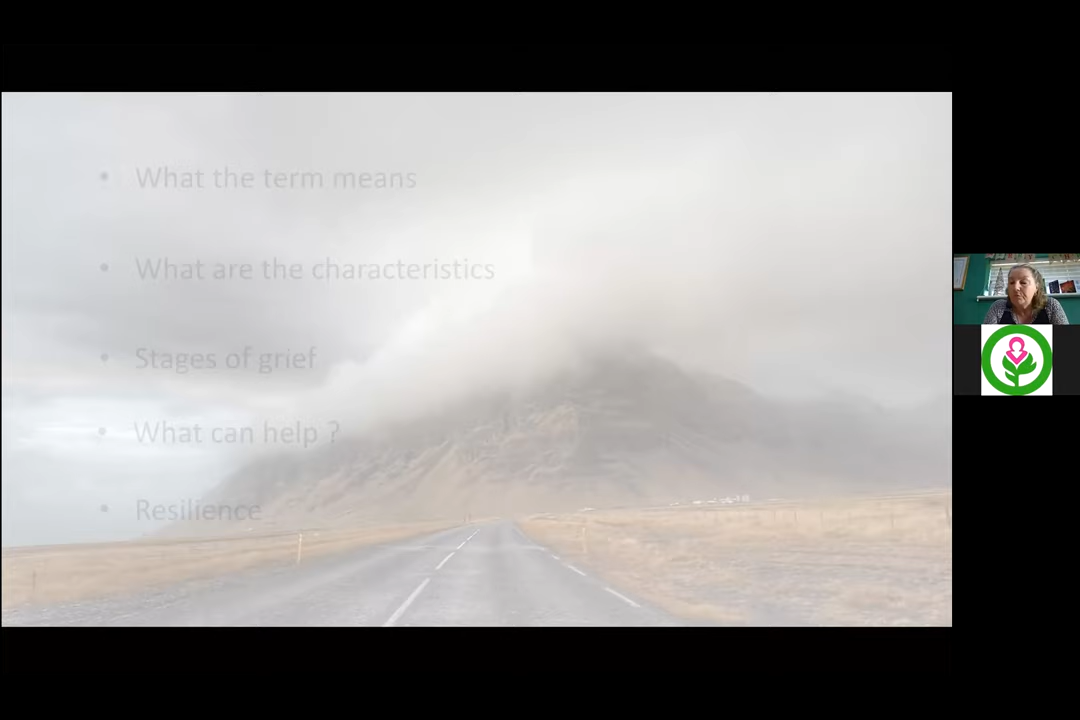 • What the term means
• What are the characteristics
• Stages of grief
• What can help ?
• Resilience